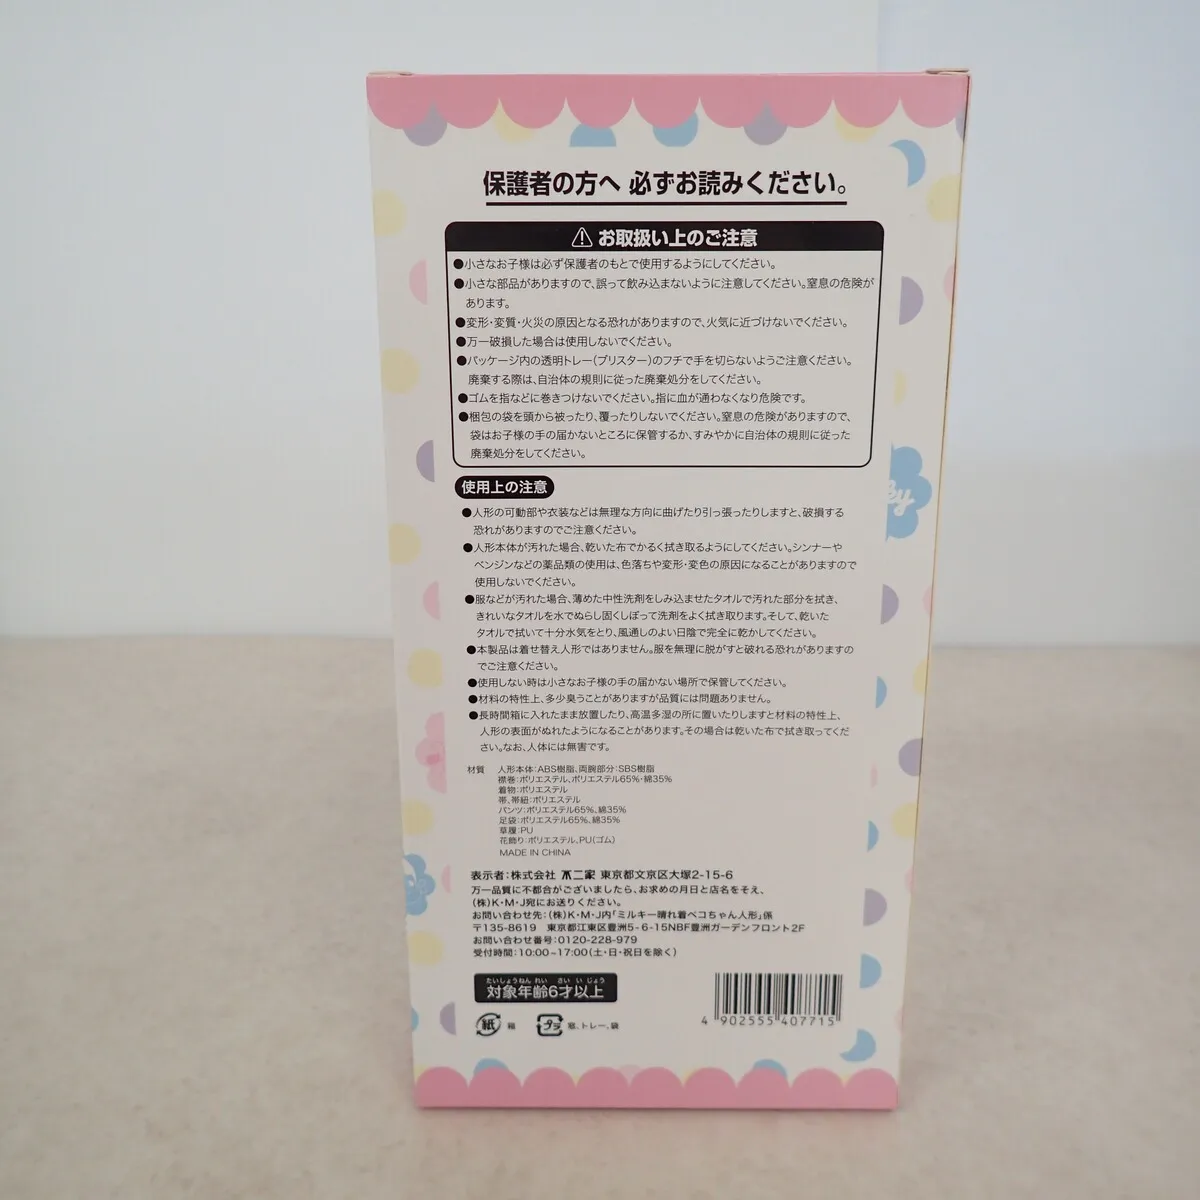 保護者の方へ 必ずお読みください。
⚠ お取扱い上のご注意
●小さなお子様は必ず保護者のもとで使用するようにしてください。
●小さな部品がありますので、誤って飲み込まないように注意してください。窒息の危険が
あります。
●変形・変質・火災の原因となる恐れがありますので、火気に近づけないでください。
●万一破損した場合は使用しないでください。
●パッケージ内の透明トレー(ブリスター)のフチで手を切らないようご注意ください。
廃棄する際は、自治体の規則に従った廃棄処分をしてください。
●ゴムを指などに巻きつけないでください。指に血が通わなくなり危険です。
●梱包の袋を頭から被ったり、覆ったりしないでください。窒息の危険がありますので、
袋はお子様の手の届かないところに保管するか、すみやかに自治体の規則に従った
廃棄処分をしてください。
使用上の注意
●人形の可動部や衣装などは無理な方向に曲げたり引っ張ったりしますと、破損する
恐れがありますのでご注意ください。
●人形本体が汚れた場合、乾いた布でかるく拭き取るようにしてください。シンナーや
ベンジンなどの薬品類の使用は、色落ちや変形・変色の原因になることがありますので
使用しないでください。
●服などが汚れた場合、薄めた中性洗剤をしみ込ませたタオルで汚れた部分を拭き、
きれいなタオルを水でぬらし固くしぼって洗剤をよく拭き取ります。そして、乾いた
タオルで拭いて十分水気をとり、風通しのよい日陰で完全に乾かしてください。
●本製品は着せ替え人形ではありません。服を無理に脱がすと破れる恐れがありますの
でご注意ください。
●使用しない時は小さなお子様の手の届かない場所で保管してください。
●材料の特性上、多少臭うことがありますが品質には問題ありません。
●長時間箱に入れたまま放置したり、高温多湿の所に置いたりしますと材料の特性上、
人形の表面がぬれたようになることがあります。その場合は乾いた布で拭き取ってくだ
さい。なお、人体には無害です。
材質 人形本体:ABS樹脂、両腕部分:SBS樹脂
襟巻:ポリエステル、ポリエステル65%・綿35%
着物:ポリエステル
帯、帯紐:ポリエステル
パンツ:ポリエステル65%、綿35%
足袋:ポリエステル65%、綿35%
草履:PU
花飾り:ポリエステル、PU(ゴム)
MADE IN CHINA
表示者:株式会社 不二家 東京都文京区大塚2-15-6
万一品質に不都合がございましたら、お求めの月日と店名をそえ、
(株)K・M・J宛にお送りください。
お問い合わせ先:(株)K・M・J内「ミルキー晴れ着ペコちゃん人形」係
〒135-8619 東京都江東区豊洲5-6-15NBF豊洲ガーデンフロント2F
お問い合わせ番号:0120-228-979
受付時間:10:00~17:00(土・日・祝日を除く)
たいしょうねんれい さい いじょう
対象年齢6才以上
紙 箱 プラ 窓、トレー、袋
4 902555 407715
ky